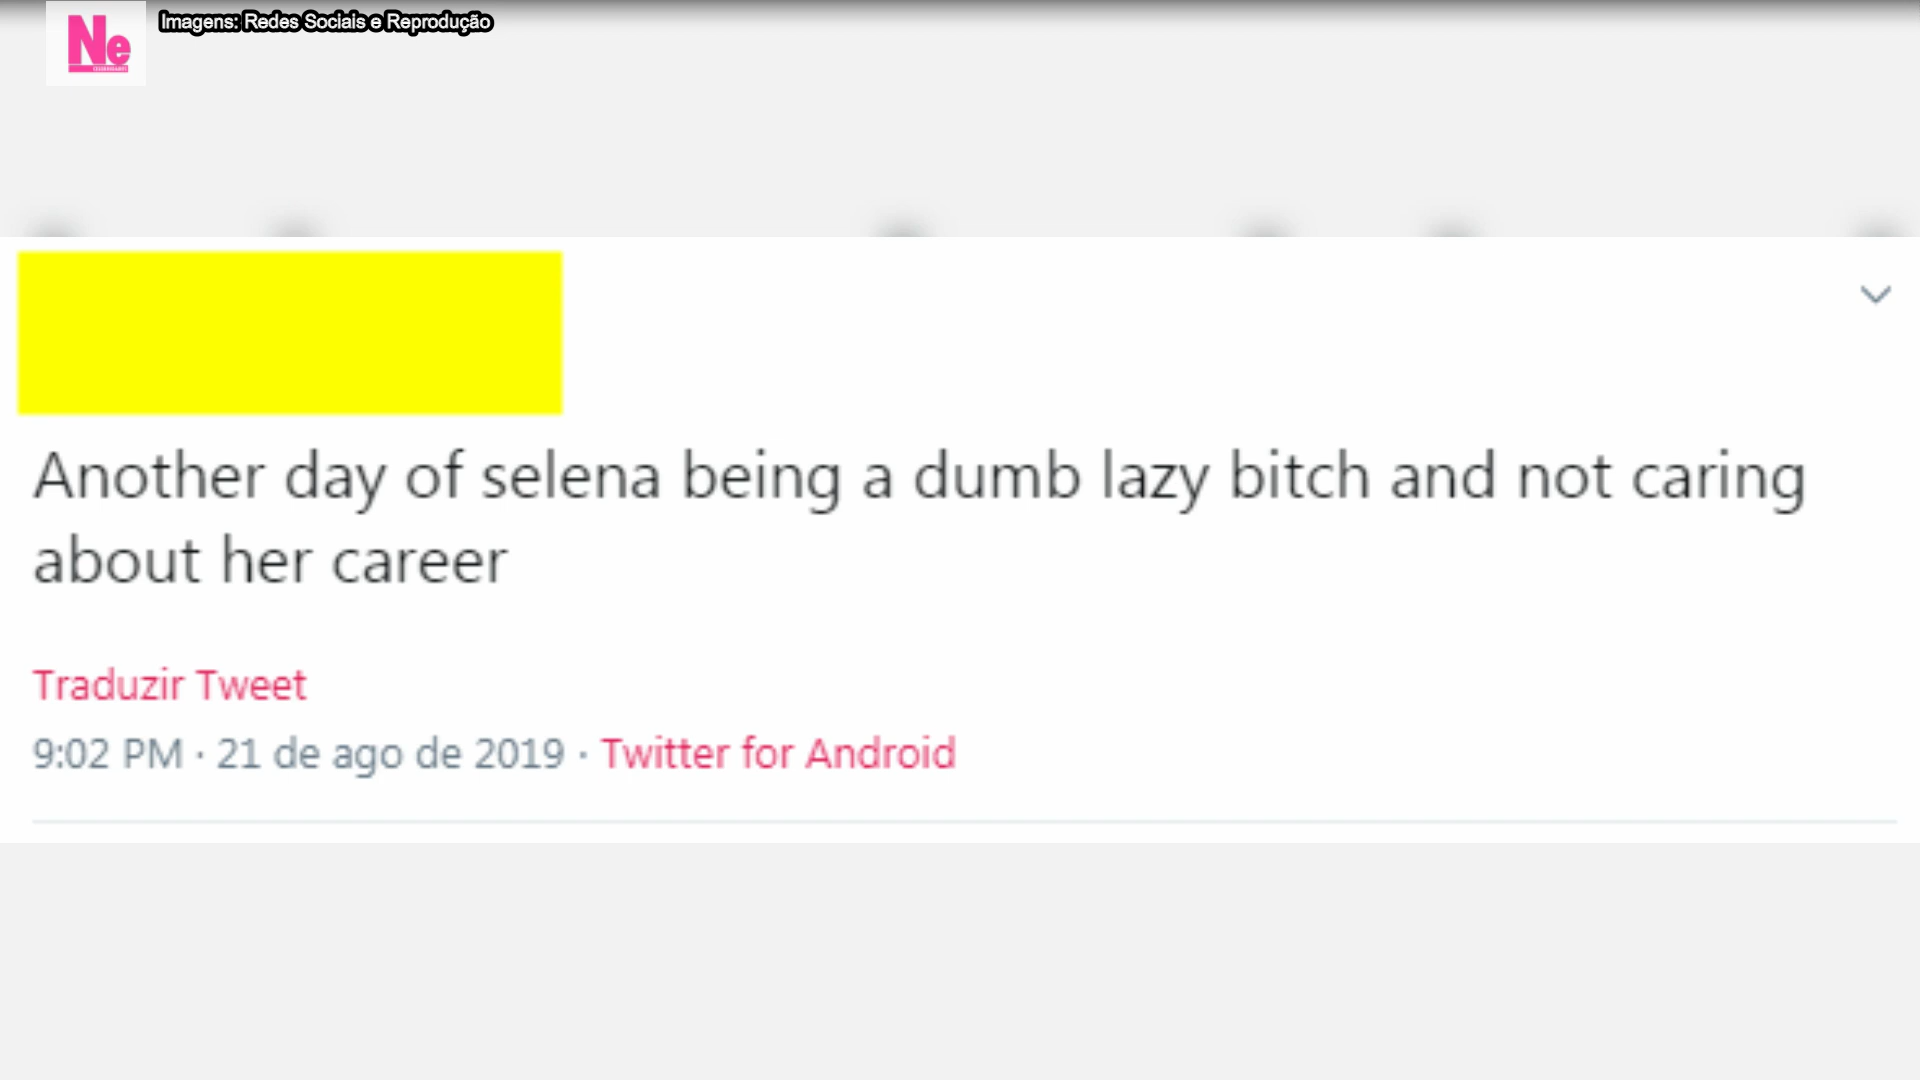 Ne
Imagens: Redes Sociais e Reprodução
Another day of selena being a dumb lazy bitch and not caring
about her career
Traduzir Tweet
9:02 PM · 21 de ago de 2019 · Twitter for Android